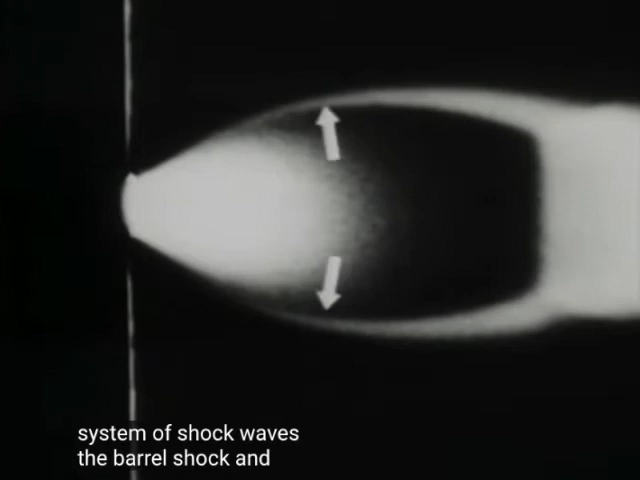 system of shock waves
the barrel shock and